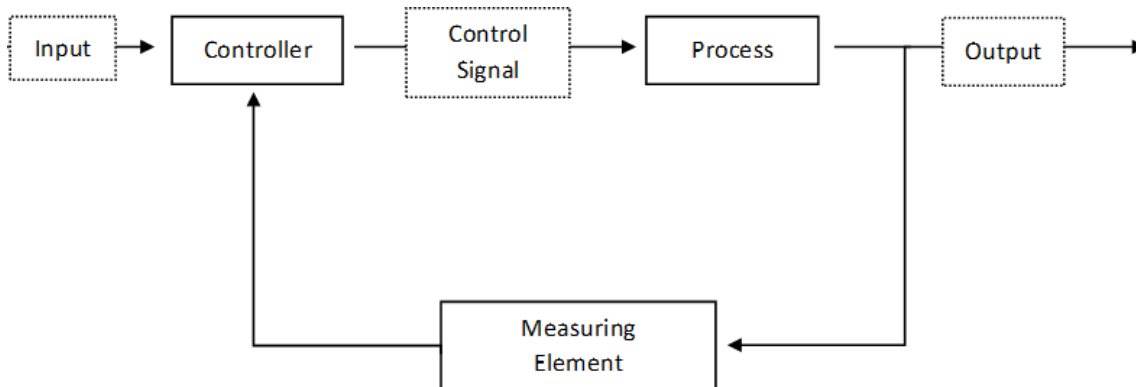 Input
Controller
Control
Signal
Process
Output
Measuring
Element